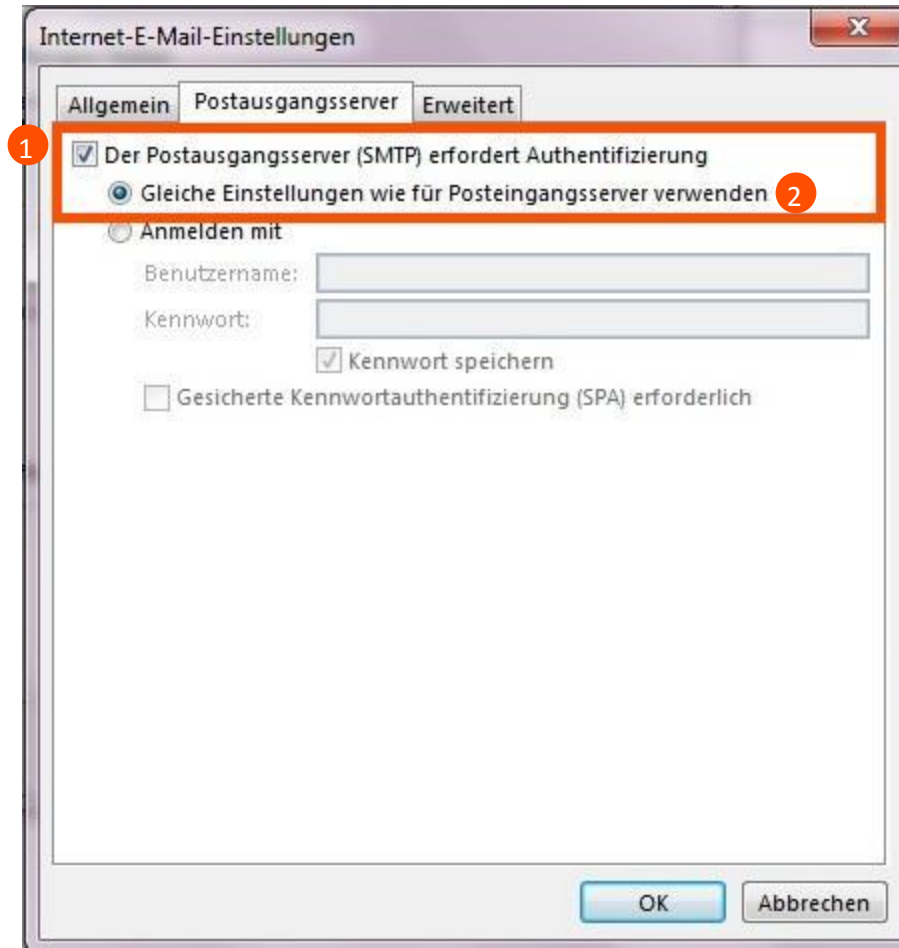 Internet-E-Mail-Einstellungen
Allgemein Postausgangsserver Erweitert
1 Der Postausgangsserver (SMTP) erfordert Authentifizierung
Gleiche Einstellungen wie für Posteingangsserver verwenden 2
Anmelden mit
Benutzername:
Kennwort:
Kennwort speichern
Gesicherte Kennwortauthentifizierung (SPA) erforderlich
OK Abbrechen